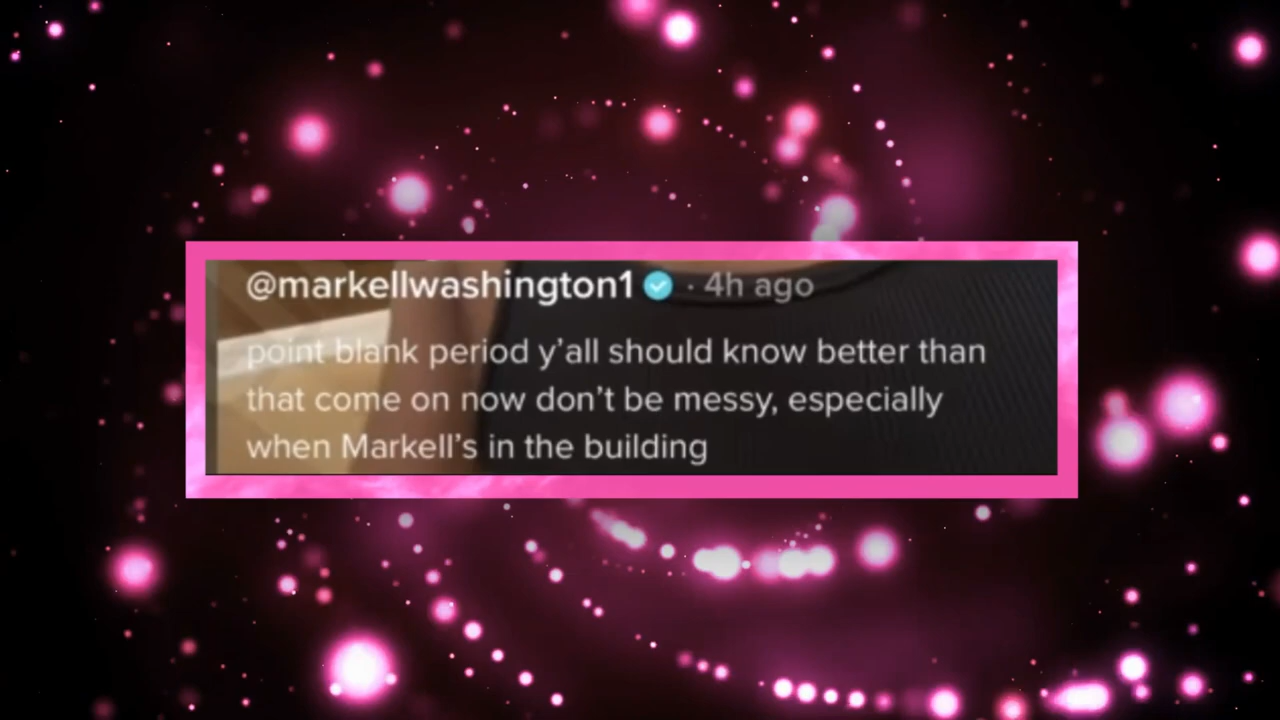 @markellwashington1 · 4h ago
point blank period y’all should know better than
that come on now don’t be messy, especially
when Markell’s in the building